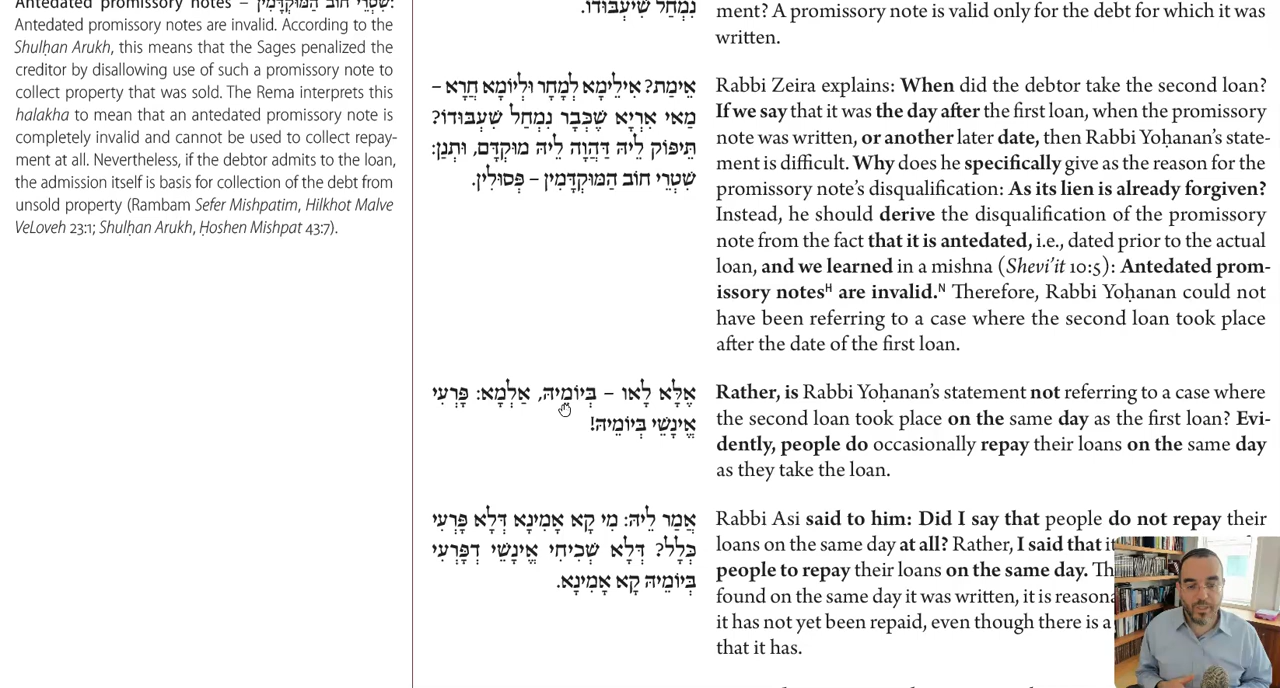 Antedated promissory notes – שִׁטְרֵי חוֹב הַמּוּקְדָּמִין:
Antedated promissory notes are invalid. According to the
Shulḥan Arukh, this means that the Sages penalized the
creditor by disallowing use of such a promissory note to
collect property that was sold. The Rema interprets this
halakha to mean that an antedated promissory note is
completely invalid and cannot be used to collect repay-
ment at all. Nevertheless, if the debtor admits to the loan,
the admission itself is basis for collection of the debt from
unsold property (Rambam Sefer Mishpatim, Hilkhot Malve
VeLoveh 23:1; Shulḥan Arukh, Ḥoshen Mishpat 43:7).
נִמְחַל שִׁיעְבּוּדוֹ.
אֵימַת? אִילֵימָא לְמָחָר וּלְיוֹמָא חָרָא –
מַאי אִרְיָא שֶׁכְּבָר נִמְחַל שִׁעְבּוּדוֹ?
תֵּיפּוֹק לֵיהּ דַּהֲוָה לֵיהּ מוּקְדָּם, וּתְנַן:
שִׁטְרֵי חוֹב הַמּוּקְדָּמִין – פְּסוּלִין.
אֶלָּא לָאו – בְּיוֹמֵיהּ, אַלְמָא: פָּרְעִי
אֱינָשֵׁי בְּיוֹמֵיהּ!
אֲמַר לֵיהּ: מִי קָא אָמִינָא דְּלָא פָּרְעִי
כְּלָל? דְּלָא שְׁכִיחִי אֱינָשֵׁי דְּפָרְעִי
בְּיוֹמֵיהּ קָא אָמִינָא.
ment? A promissory note is valid only for the debt for which it was
written.
Rabbi Zeira explains: When did the debtor take the second loan?
If we say that it was the day after the first loan, when the promissory
note was written, or another later date, then Rabbi Yoḥanan's state-
ment is difficult. Why does he specifically give as the reason for the
promissory note's disqualification: As its lien is already forgiven?
Instead, he should derive the disqualification of the promissory
note from the fact that it is antedated, i.e., dated prior to the actual
loan, and we learned in a mishna (Shevi'it 10:5): Antedated prom-
issory notesᴴ are invalid.ᴺ Therefore, Rabbi Yoḥanan could not
have been referring to a case where the second loan took place
after the date of the first loan.
Rather, is Rabbi Yoḥanan's statement not referring to a case where
the second loan took place on the same day as the first loan? Evi-
dently, people do occasionally repay their loans on the same day
as they take the loan.
Rabbi Asi said to him: Did I say that people do not repay their
loans on the same day at all? Rather, I said that
people to repay their loans on the same day.
found on the same day it was written, it is
it has not yet been repaid, even though there is a
that it has.